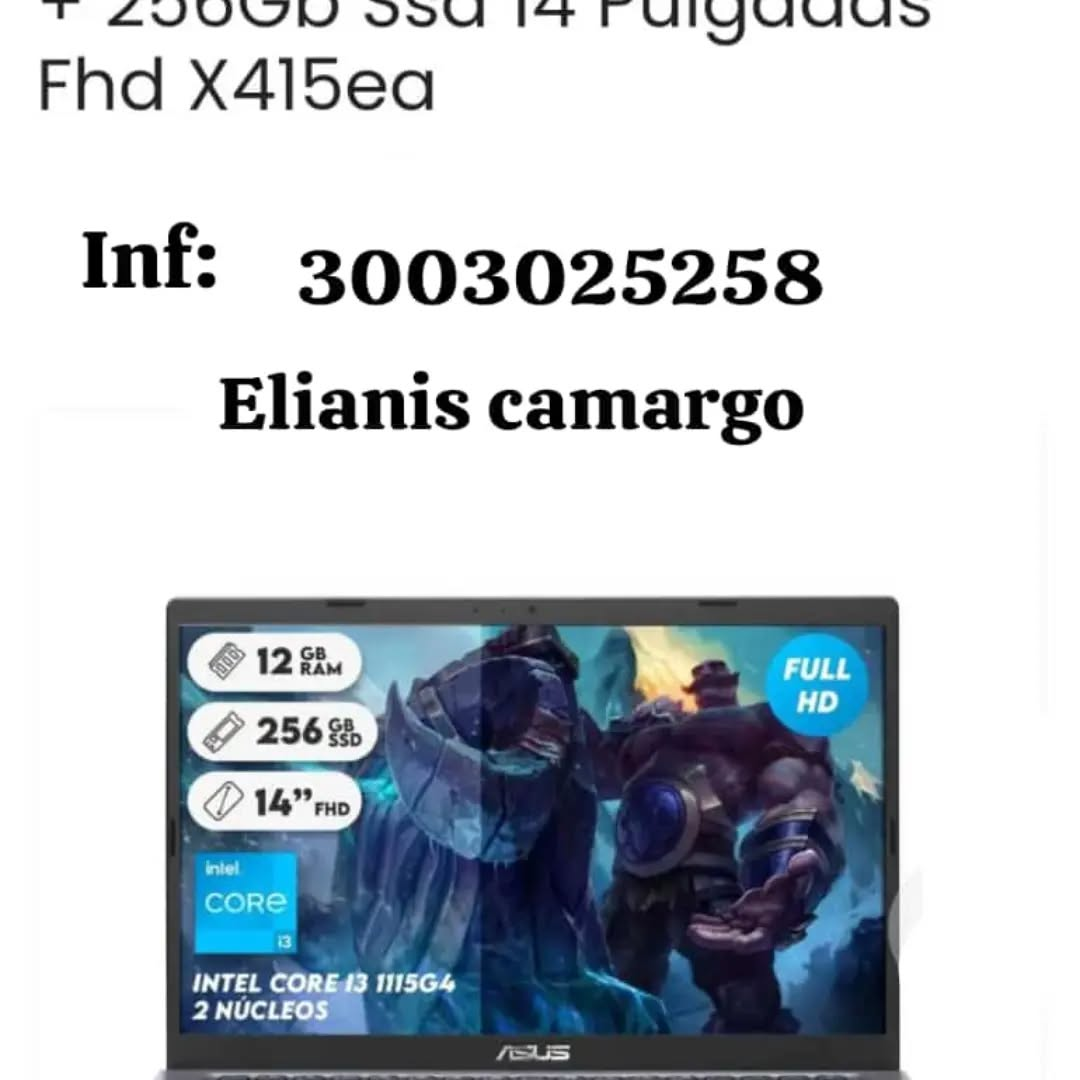 + 256Gb Ssd 14 Pulgadas
Fhd X415ea
Inf: 3003025258
Elianis camargo
12 GB RAM
FULL HD
256 GB SSD
14” FHD
intel
CORE
i3
INTEL CORE I3 1115G4
2 NÚCLEOS
ASUS